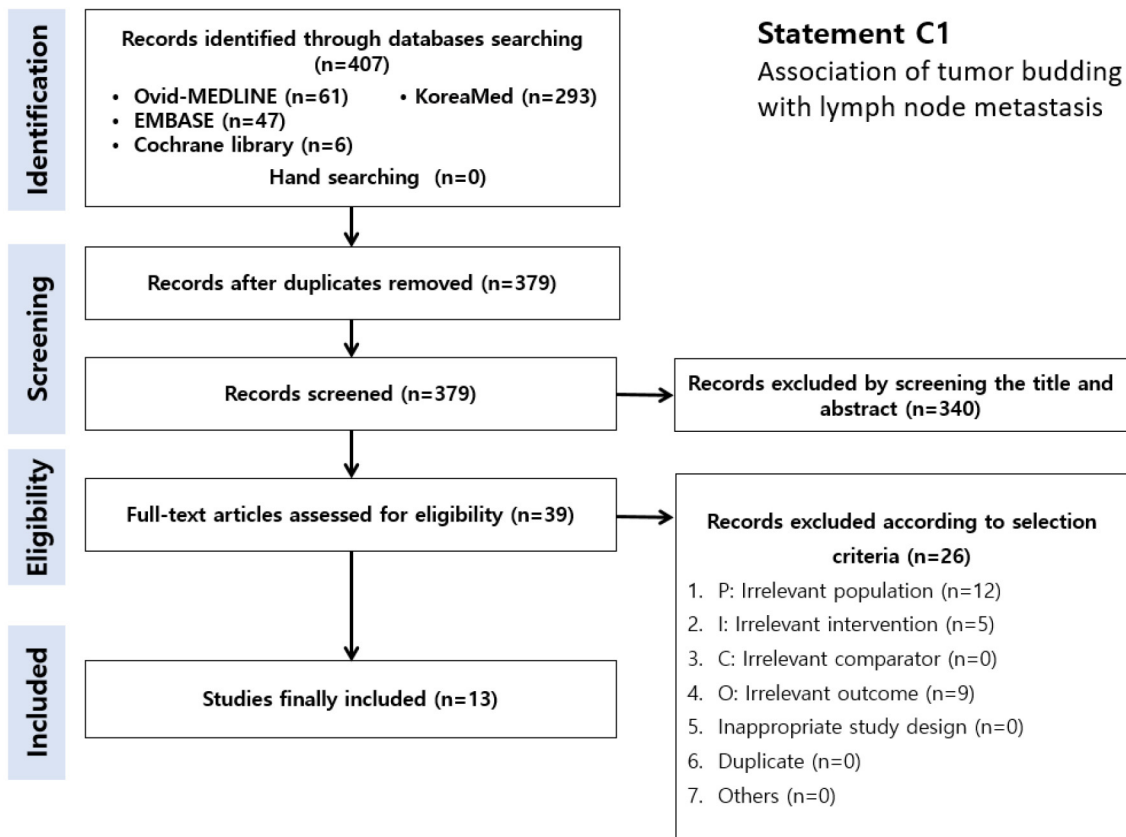 Statement C1
Association of tumor budding
with lymph node metastasis
Identification
Records identified through databases searching
(n=407)
• Ovid-MEDLINE (n=61) • KoreaMed (n=293)
• EMBASE (n=47)
• Cochrane library (n=6)
Hand searching (n=0)
Screening
Records after duplicates removed (n=379)
Records screened (n=379)
Records excluded by screening the title and
abstract (n=340)
Eligibility
Full-text articles assessed for eligibility (n=39)
Records excluded according to selection
criteria (n=26)
1. P: Irrelevant population (n=12)
2. I: Irrelevant intervention (n=5)
3. C: Irrelevant comparator (n=0)
4. O: Irrelevant outcome (n=9)
5. Inappropriate study design (n=0)
6. Duplicate (n=0)
7. Others (n=0)
Included
Studies finally included (n=13)